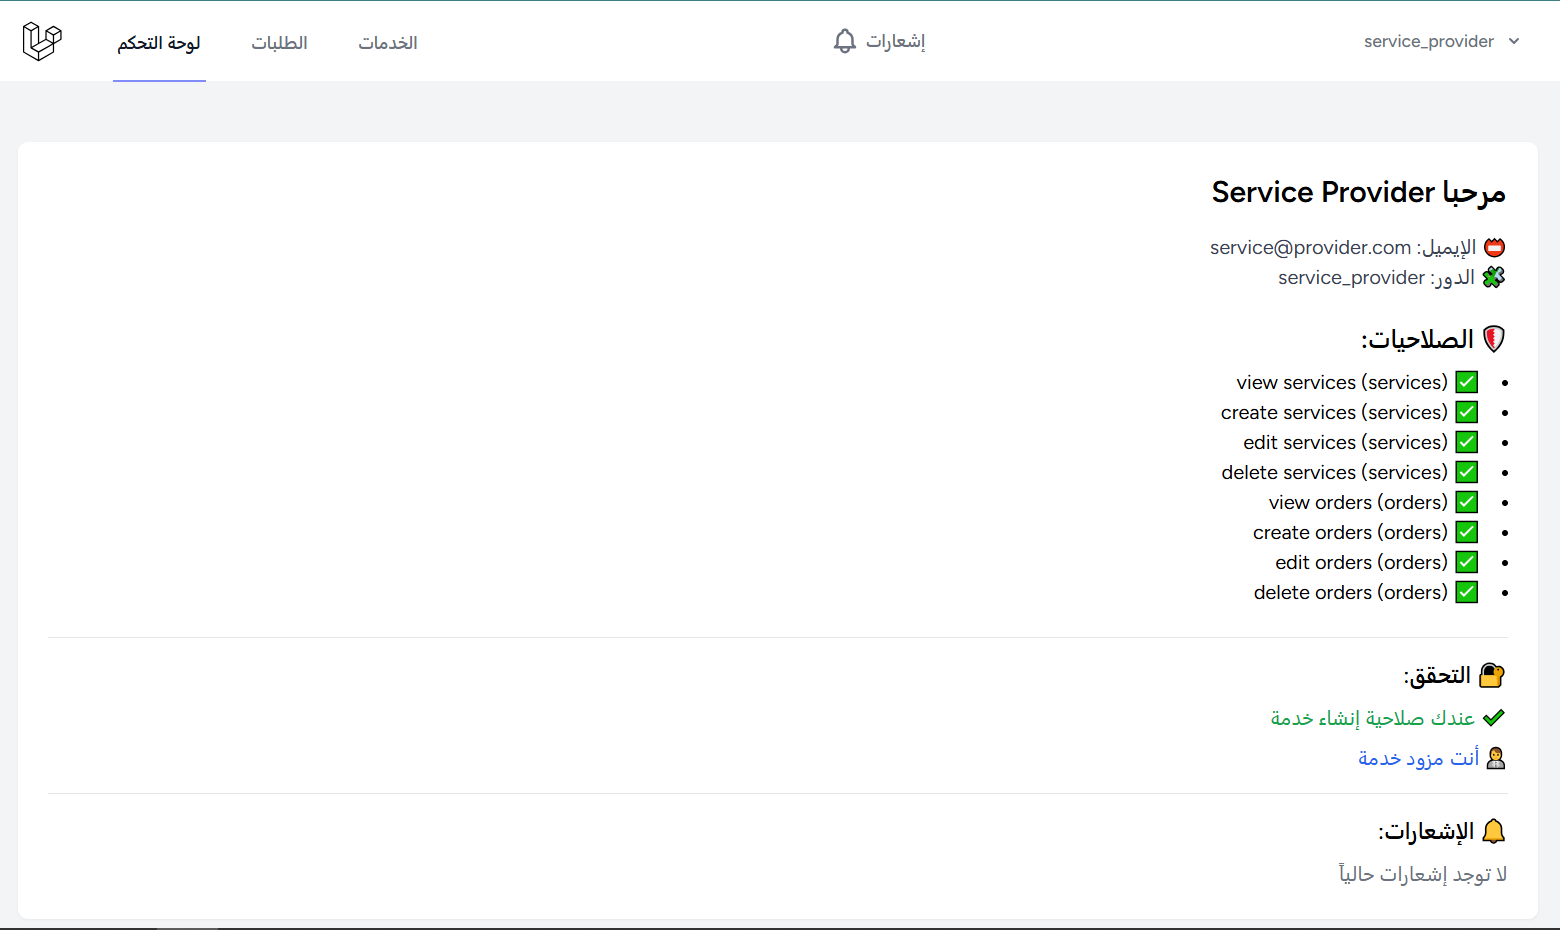 لوحة التحكم
الطلبات
الخدمات
إشعارات
service_provider
مرحبا Service Provider
📛 الإيميل: service@provider.com
🧩 الدور: service_provider
🛡️ الصلاحيات:
• ✅ view services (services)
• ✅ create services (services)
• ✅ edit services (services)
• ✅ delete services (services)
• ✅ view orders (orders)
• ✅ create orders (orders)
• ✅ edit orders (orders)
• ✅ delete orders (orders)
🔐 التحقق:
✔️ عندك صلاحية إنشاء خدمة
🧑‍💼 أنت مزود خدمة
🔔 الإشعارات:
لا توجد إشعارات حالياً